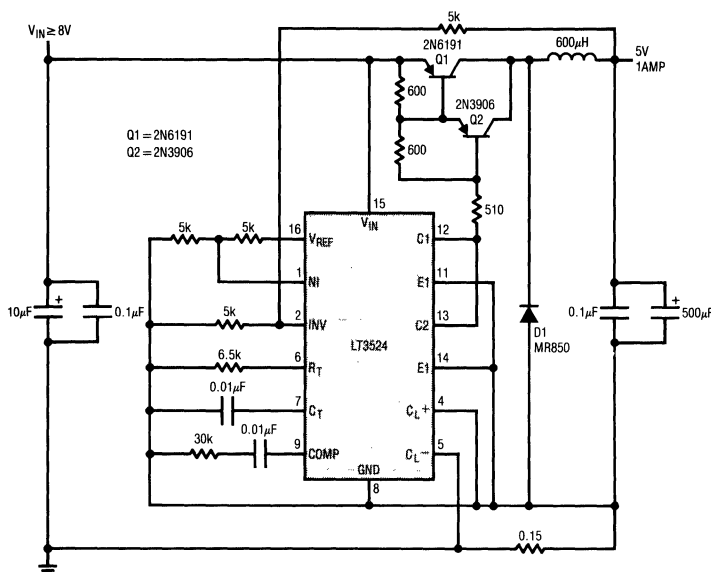 5k
V_IN ≥ 8V
2N6191
Q1
600µH
5V
1AMP
600
2N3906
Q2
Q1 = 2N6191
Q2 = 2N3906
600
15
V_IN
510
5k
5k
16
V_REF
C1
12
1
NI
E1
11
10µF
+
0.1µF
5k
2
INV
C2
13
0.1µF
+
500µF
D1
MR850
LT3524
6.5k
6
R_T
E1
14
0.01µF
7
C_T
C_L+
4
30k
0.01µF
9
COMP
C_L−
5
GND
8
0.15